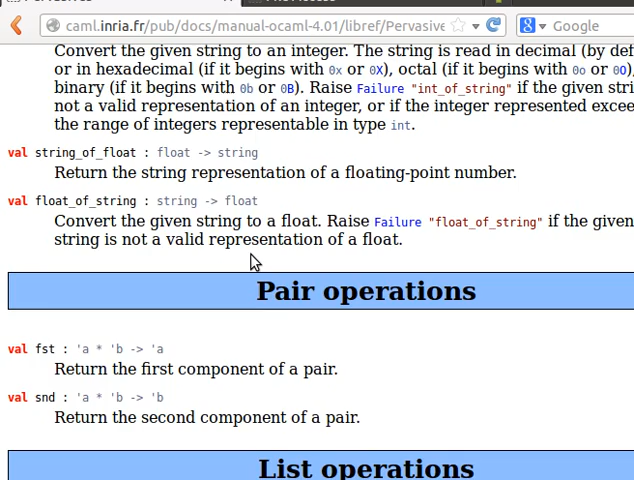 caml.inria.fr/pub/docs/manual-ocaml-4.01/libref/Pervasive
Google
Convert the given string to an integer. The string is read in decimal (by def
or in hexadecimal (if it begins with 0x or 0X), octal (if it begins with 0o or 0O),
binary (if it begins with 0b or 0B). Raise Failure "int_of_string" if the given stri
not a valid representation of an integer, or if the integer represented excee
the range of integers representable in type int.
val string_of_float : float -> string
Return the string representation of a floating-point number.
val float_of_string : string -> float
Convert the given string to a float. Raise Failure "float_of_string" if the given
string is not a valid representation of a float.
Pair operations
val fst : 'a * 'b -> 'a
Return the first component of a pair.
val snd : 'a * 'b -> 'b
Return the second component of a pair.
List operations